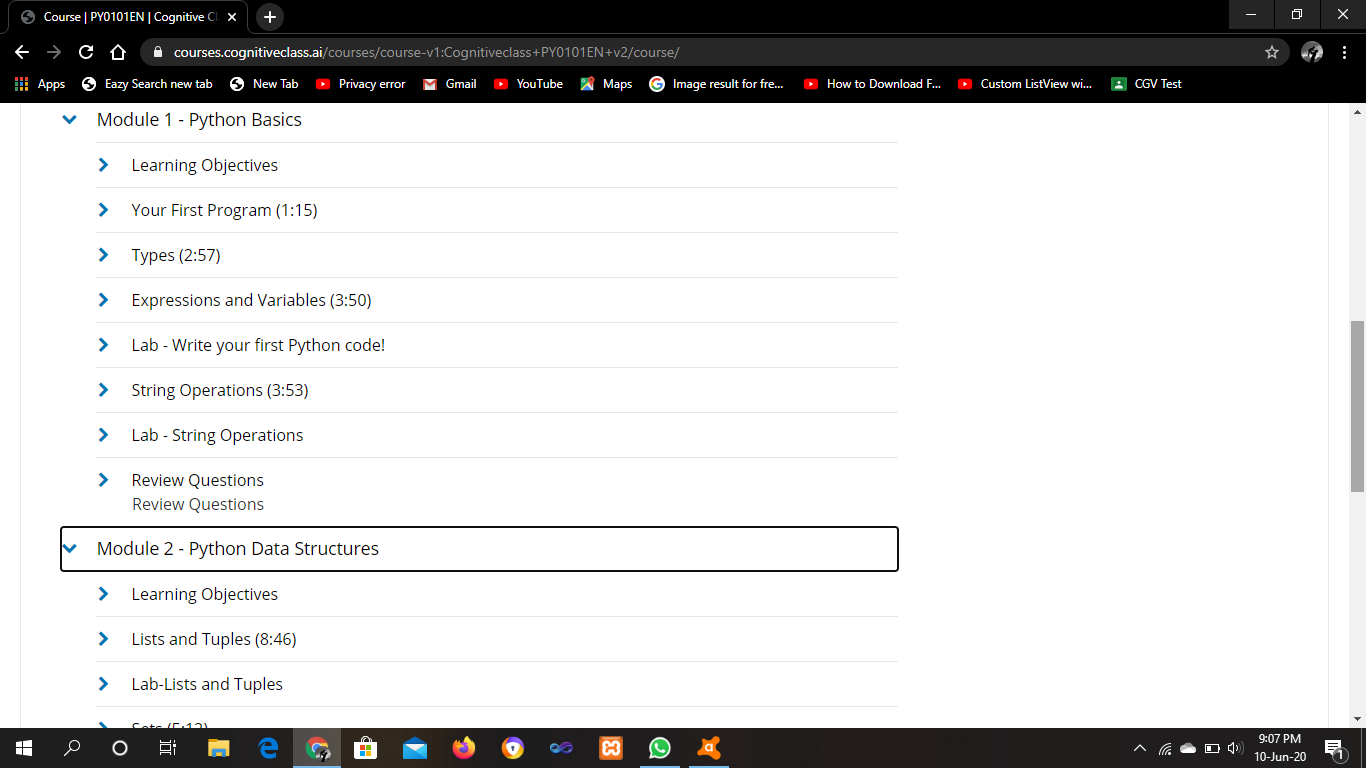 Course | PY0101EN | Cognitive Cl
courses.cognitiveclass.ai/courses/course-v1:Cognitiveclass+PY0101EN+v2/course/
Apps Eazy Search new tab New Tab Privacy error Gmail YouTube Maps Image result for fre... How to Download F... Custom ListView wi... CGV Test
Module 1 - Python Basics
Learning Objectives
Your First Program (1:15)
Types (2:57)
Expressions and Variables (3:50)
Lab - Write your first Python code!
String Operations (3:53)
Lab - String Operations
Review Questions
Review Questions
Module 2 - Python Data Structures
Learning Objectives
Lists and Tuples (8:46)
Lab-Lists and Tuples
Sets (5:12)
9:07 PM
10-Jun-20
1